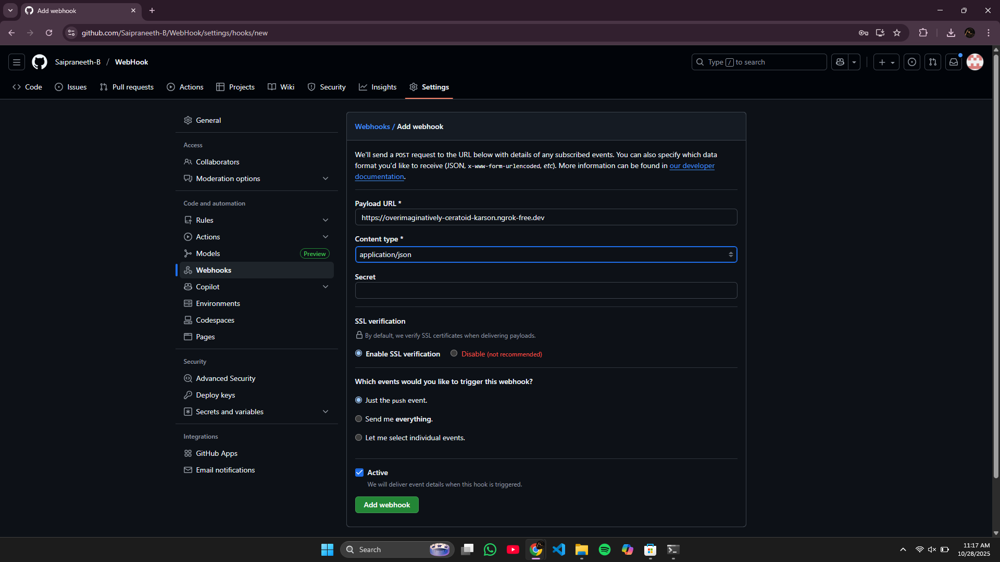 Add webhook
github.com/Saipraneeth-B/WebHook/settings/hooks/new
Saipraneeth-B / WebHook
Type / to search
Code
Issues
Pull requests
Actions
Projects
Wiki
Security
Insights
Settings
General
Access
Collaborators
Moderation options
Code and automation
Rules
Actions
Models Preview
Webhooks
Copilot
Environments
Codespaces
Pages
Security
Advanced Security
Deploy keys
Secrets and variables
Integrations
GitHub Apps
Email notifications
Webhooks / Add webhook
We'll send a POST request to the URL below with details of any subscribed events. You can also specify which data
format you'd like to receive (JSON, x-www-form-urlencoded, etc). More information can be found in our developer
documentation.
Payload URL *
https://overimaginatively-ceratoid-karson.ngrok-free.dev
Content type *
application/json
Secret
SSL verification
By default, we verify SSL certificates when delivering payloads.
Enable SSL verification Disable (not recommended)
Which events would you like to trigger this webhook?
Just the push event.
Send me everything.
Let me select individual events.
Active
We will deliver event details when this hook is triggered.
Add webhook
Search
11:17 AM
10/28/2025